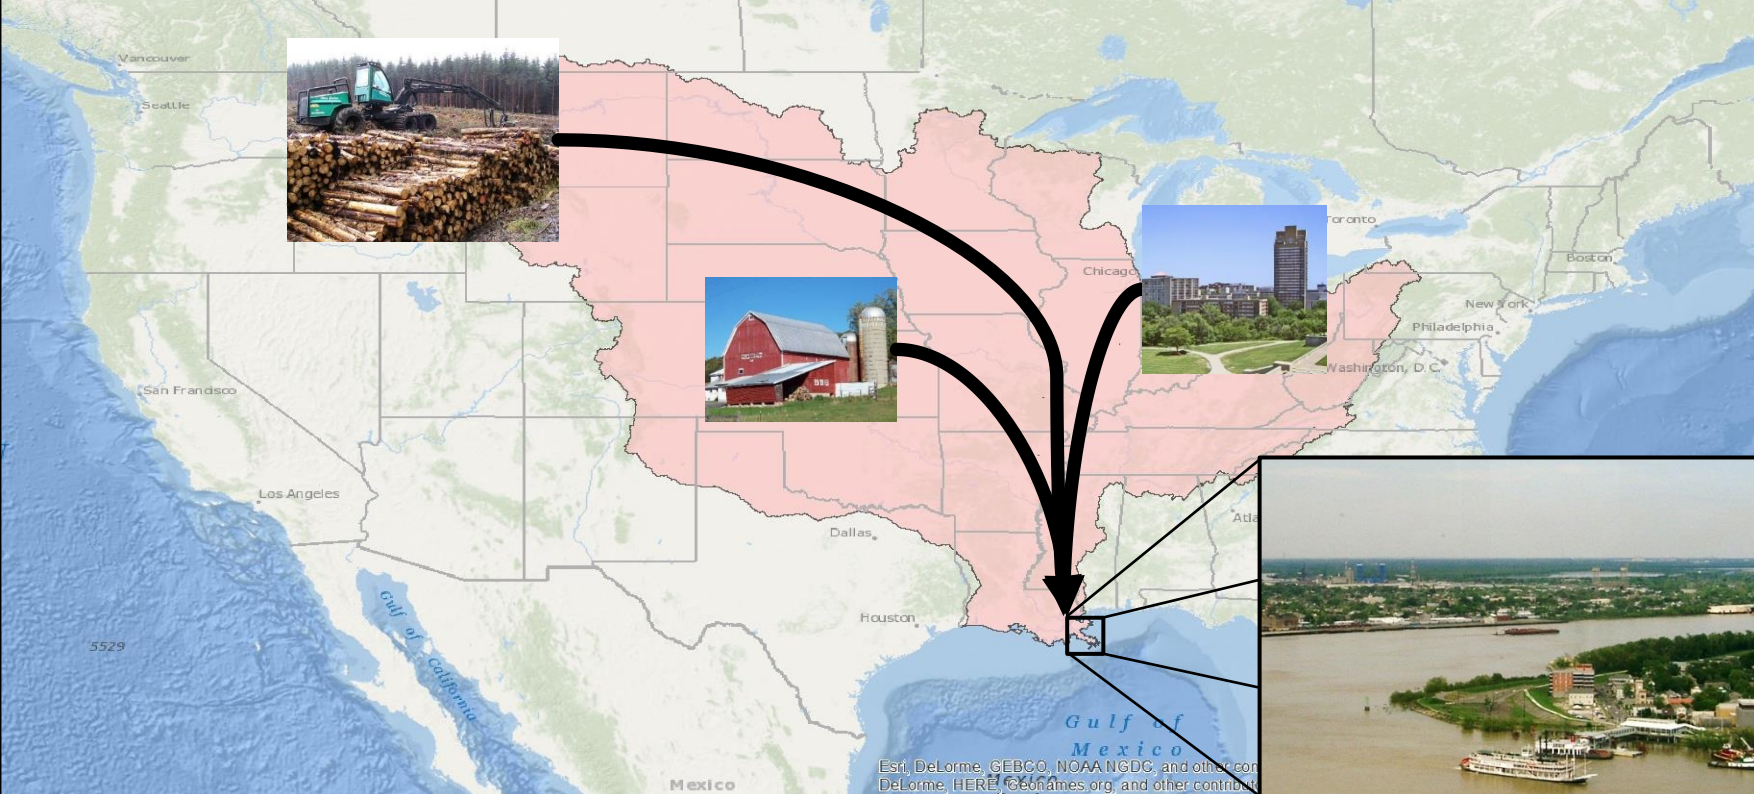 Vancouver
Seattle
Toronto
Boston
Chicago
New York
Philadelphia
Washington, D.C.
San Francisco
Los Angeles
Dallas
Houston
5529
Gulf of California
Gulf of
Mexico
Mexico
Mexico
Esri, DeLorme, GEBCO, NOAA NGDC, and other con
DeLorme, HERE, Geonames.org, and other contribut